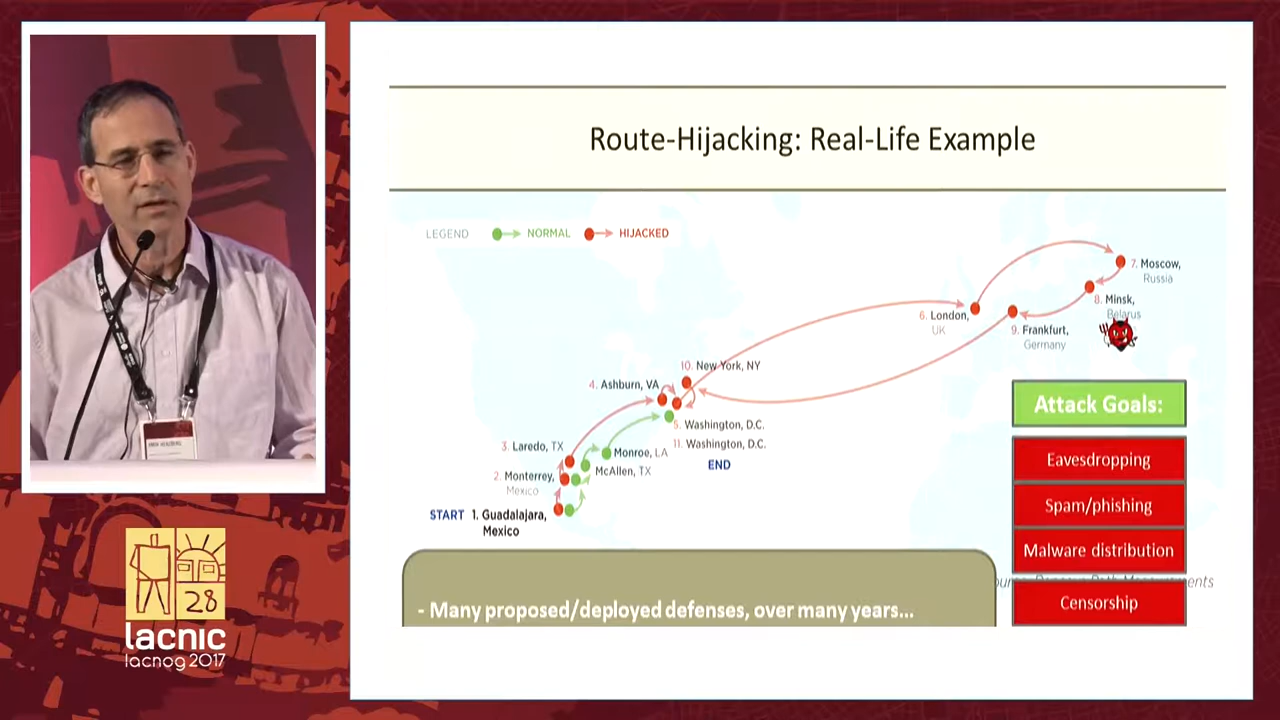 Route-Hijacking: Real-Life Example
LEGEND NORMAL HIJACKED
7. Moscow,
Russia
8. Minsk,
Belarus
6. London,
UK
9. Frankfurt,
Germany
10. New York, NY
4. Ashburn, VA
5. Washington, D.C.
11. Washington, D.C.
END
3. Laredo, TX
Monroe, LA
McAllen, TX
2. Monterrey,
Mexico
START 1. Guadalajara,
Mexico
Attack Goals:
Eavesdropping
Spam/phishing
Malware distribution
Censorship
- Many proposed/deployed defenses, over many years...
28
lacnic
lacnog 2017